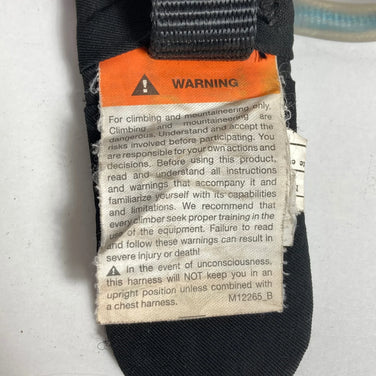 WARNING
For climbing and mountaineering only.
Climbing and mountaineering are
dangerous. Understand and accept the
risks involved before participating. You
are responsible for your own actions and
decisions. Before using this product,
read and understand all instructions
and warnings that accompany it and
familiarize yourself with its capabilities
and limitations. We recommend that
every climber seek proper training in the
use of the equipment. Failure to read
and follow these warnings can result in
severe injury or death!
In the event of unconsciousness,
this harness will NOT keep you in an
upright position unless combined with
a chest harness.
M12265_B